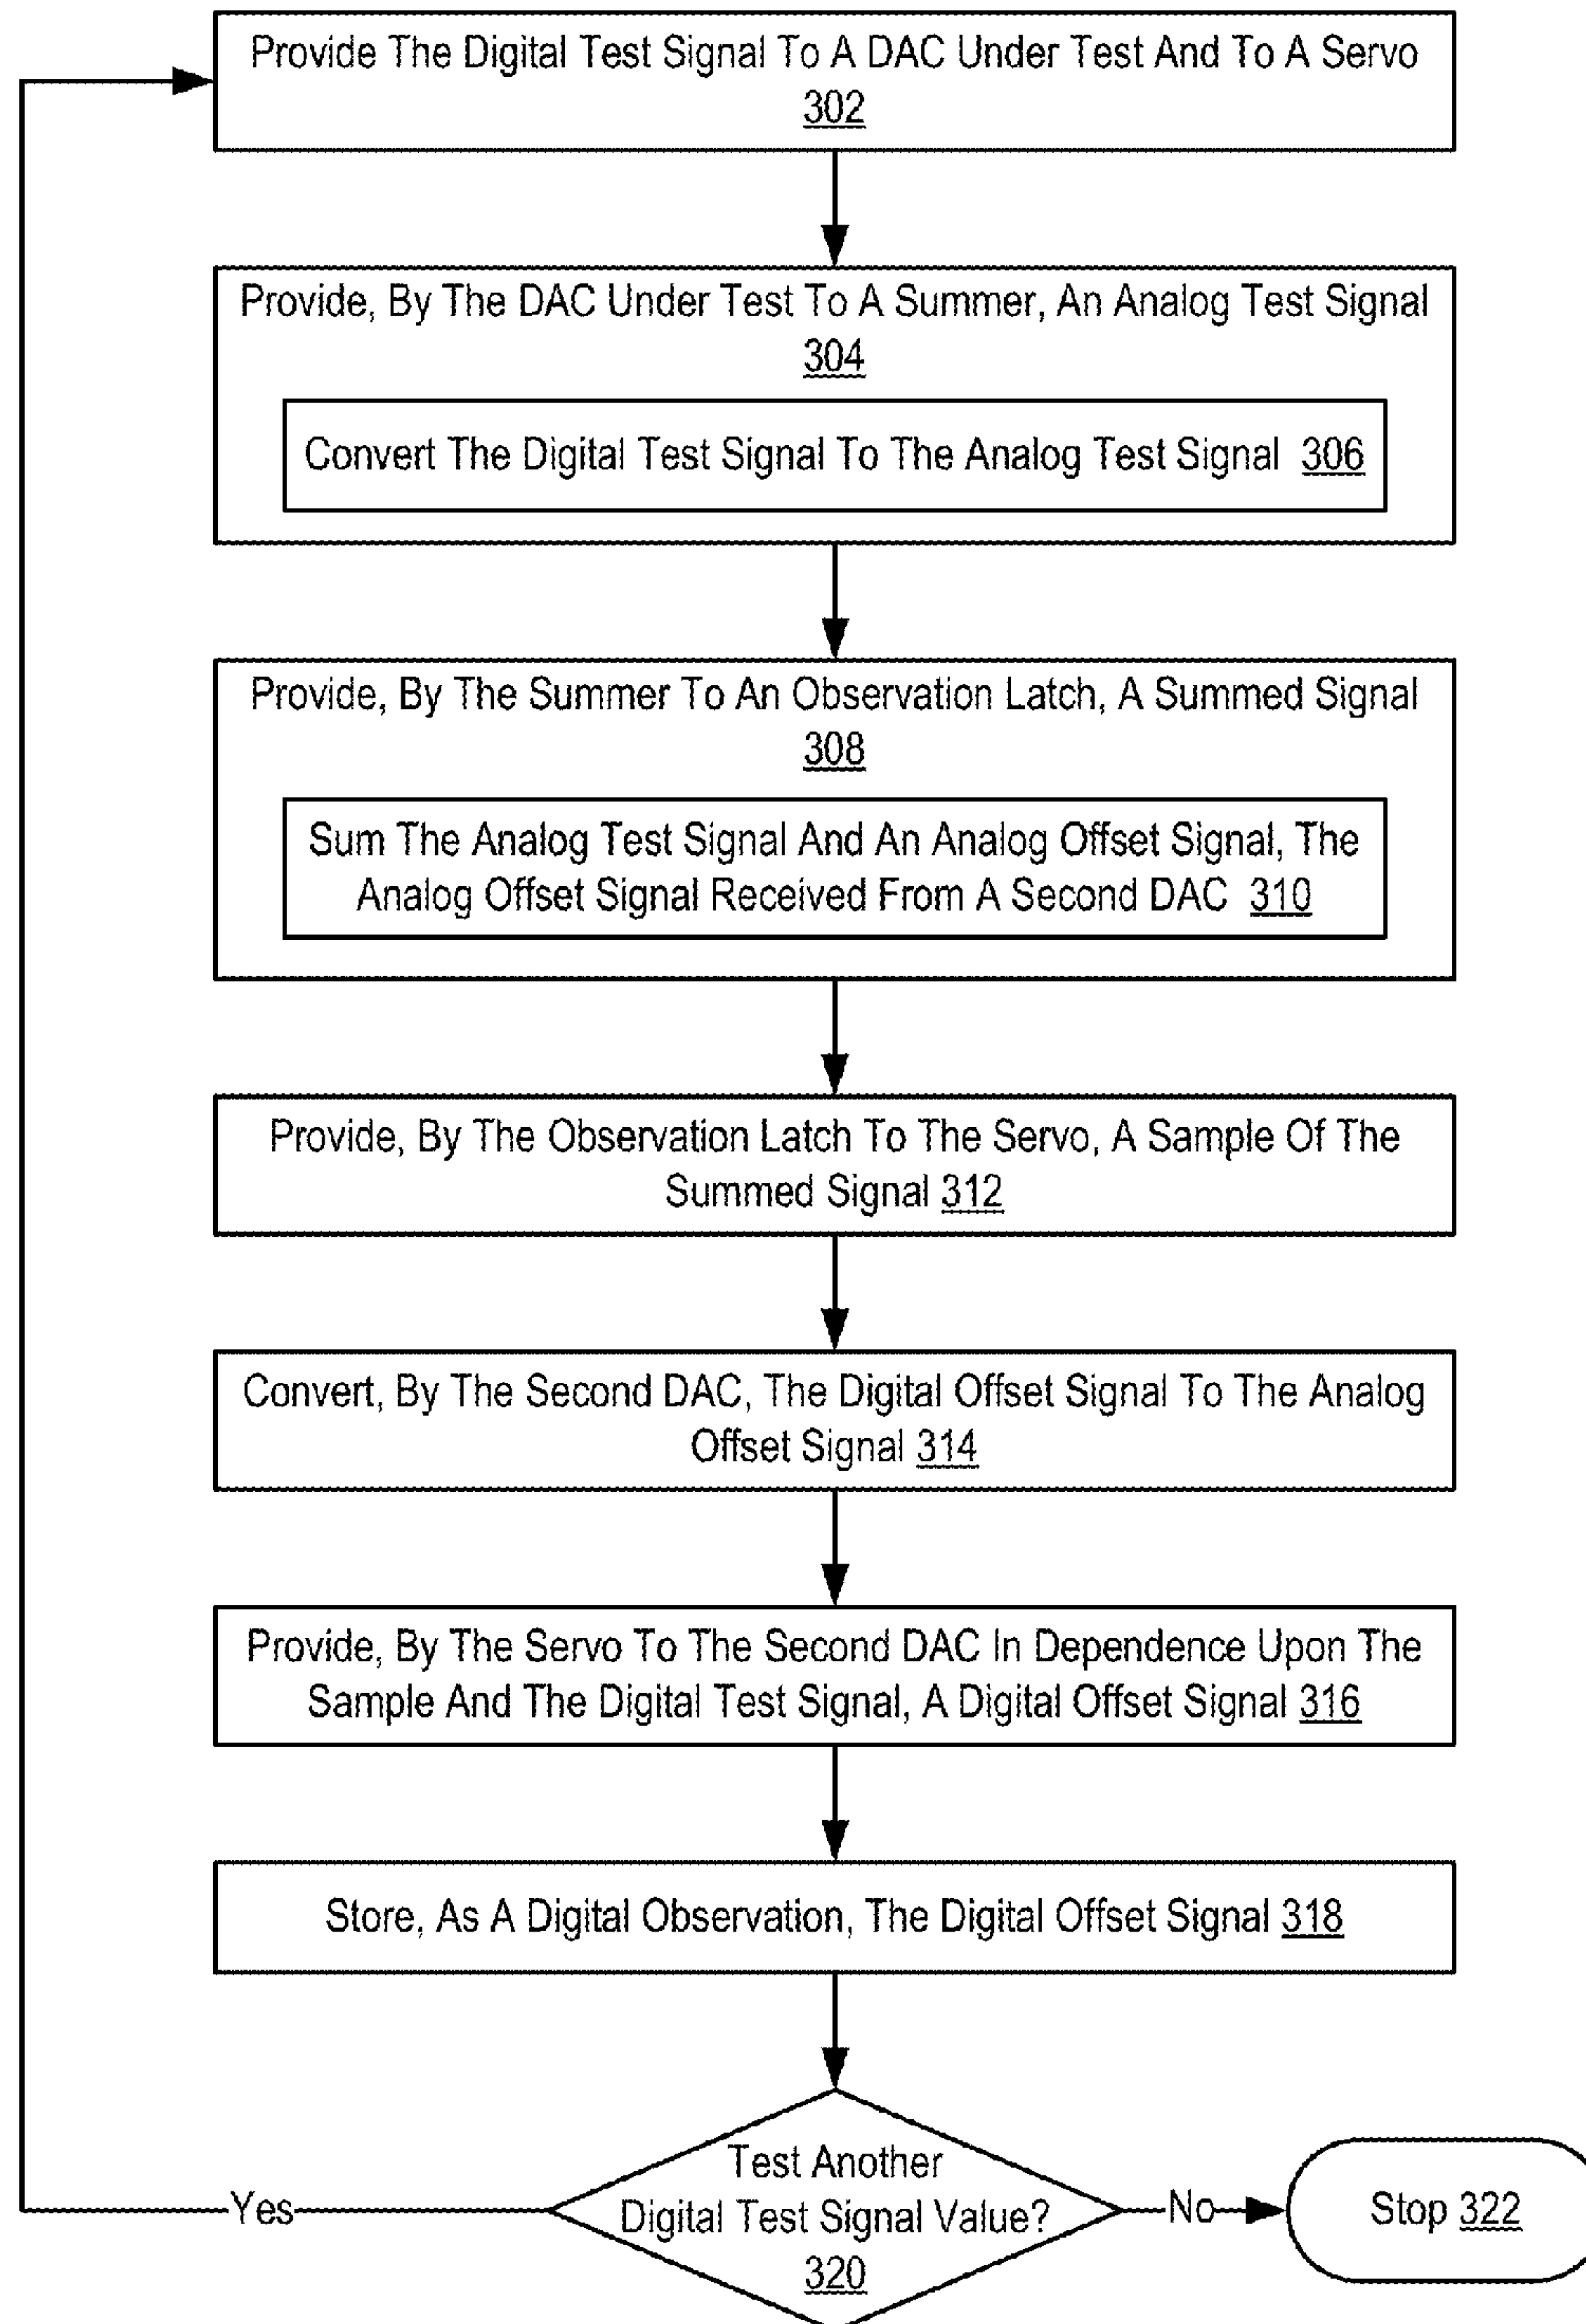 Provide The Digital Test Signal To A DAC Under Test And To A Servo
302
Provide, By The DAC Under Test To A Summer, An Analog Test Signal
304
Convert The Digital Test Signal To The Analog Test Signal 306
Provide, By The Summer To An Observation Latch, A Summed Signal
308
Sum The Analog Test Signal And An Analog Offset Signal, The
Analog Offset Signal Received From A Second DAC 310
Provide, By The Observation Latch To The Servo, A Sample Of The
Summed Signal 312
Convert, By The Second DAC, The Digital Offset Signal To The Analog
Offset Signal 314
Provide, By The Servo To The Second DAC In Dependence Upon The
Sample And The Digital Test Signal, A Digital Offset Signal 316
Store, As A Digital Observation, The Digital Offset Signal 318
Test Another
Digital Test Signal Value?
320
Yes
No
Stop 322